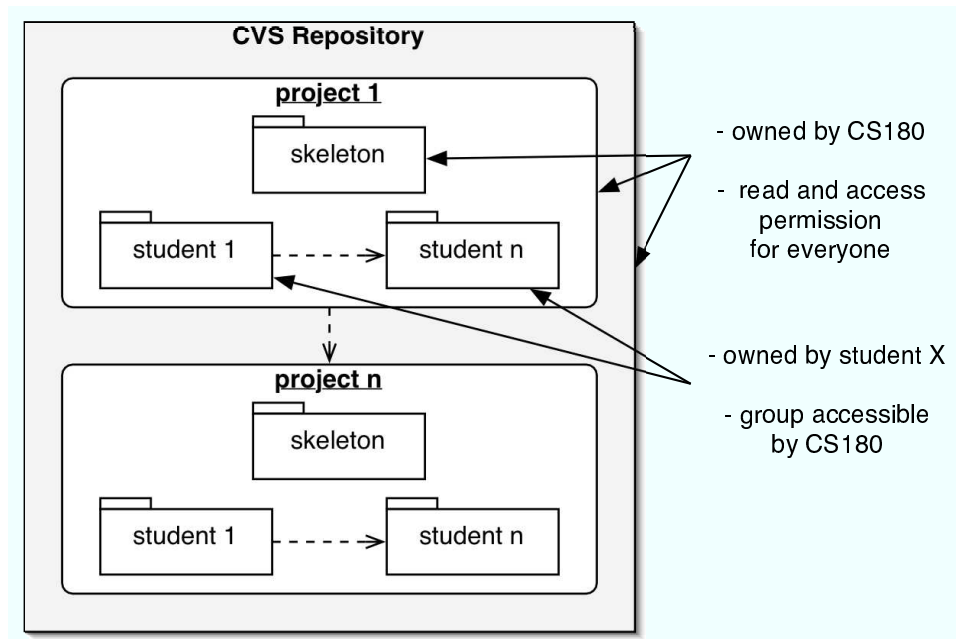 CVS Repository
project 1
skeleton
student 1
student n
project n
skeleton
student 1
student n
- owned by CS180
- read and access
permission
for everyone
- owned by student X
- group accessible
by CS180